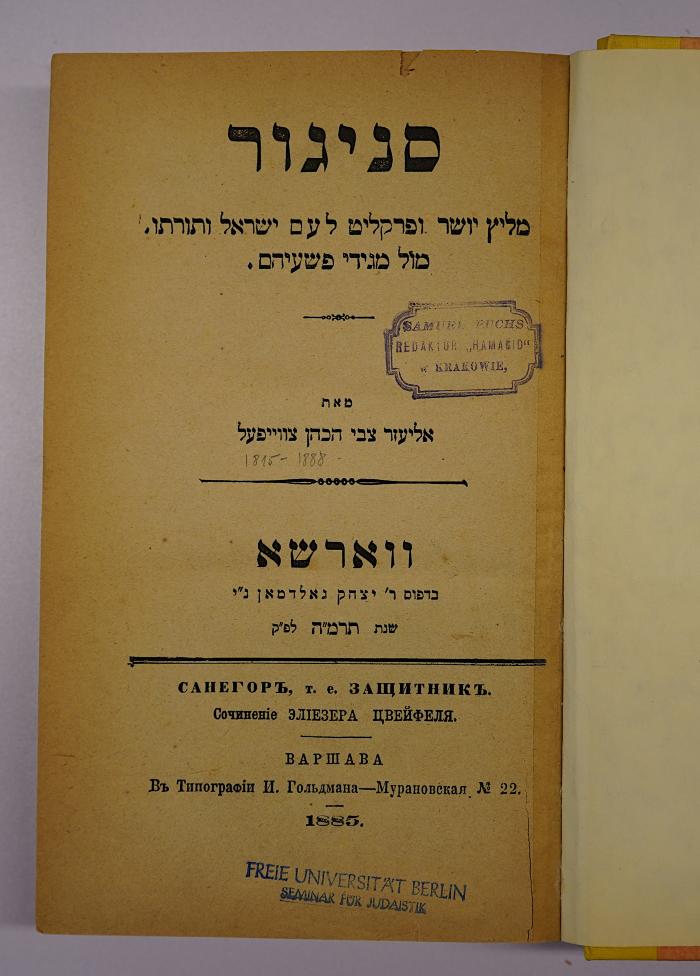 סניגור
מליץ יושר ופרקליט לעם ישראל ותורתו,
מול מגידי פשעיהם.
SAMUEL FUCHS
REDAKTOR „HAMAGID“
w KRAKOWIE,
מאת
אליעזר צבי הכהן צווייפעל
1815 - 1888 -
ווארשא
בדפוס ר' יצחק גאלדמאן נ"י
שנת תרמ"ה לפ"ק
САНЕГОРЪ, т. е. ЗАЩИТНИКЪ.
Сочиненіе ЭЛІЕЗЕРА ЦВЕЙФЕЛЯ.
ВАРШАВА
Въ Типографіи И. Гольдмана—Мурановская № 22.
1885.
FREIE UNIVERSITÄT BERLIN
SEMINAR FÜR JUDAISTIK